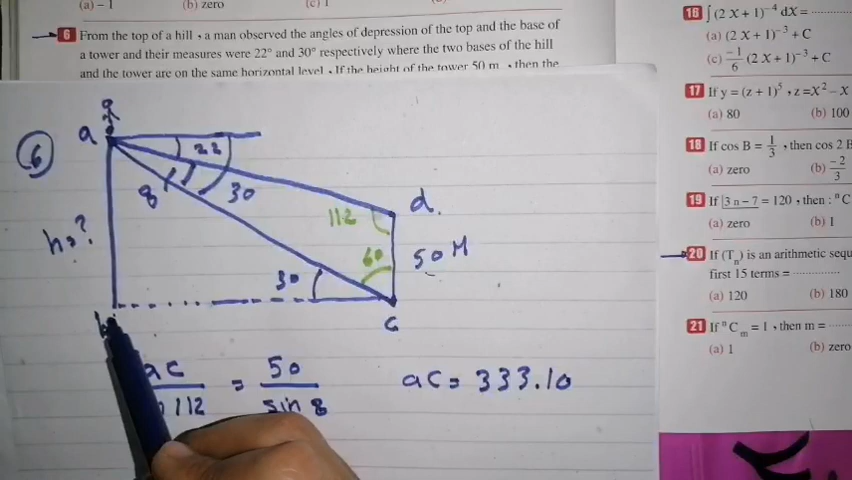 (a) – 1 (b) zero
6 From the top of a hill , a man observed the angles of depression of the top and the base of
a tower and their measures were 22° and 30° respectively where the two bases of the hill
and the tower are on the same horizontal level . If the height of the tower 50 m , then the
6
a
22
8
30
d.
112
h=?
60
50 M
30
c
ac = 50 ac = 333.10
112 sin 8
16 ∫(2 X + 1)⁻⁴ dX = ............
(a) (2 X + 1)⁻³ + C
(c) -1/6 (2 X + 1)⁻³ + C
17 If y = (z + 1)⁵ , z = X² – X
(a) 80 (b) 100
18 If cos B = 1/3 , then cos 2 B
(a) zero (b) -2/3
19 If |3 n – 7 = 120 , then : ⁿC
(a) zero (b) 1
20 If (Tₙ) is an arithmetic sequ
first 15 terms = ............
(a) 120 (b) 180
21 If ⁿCₘ = 1 , then m = ......
(a) 1 (b) zero